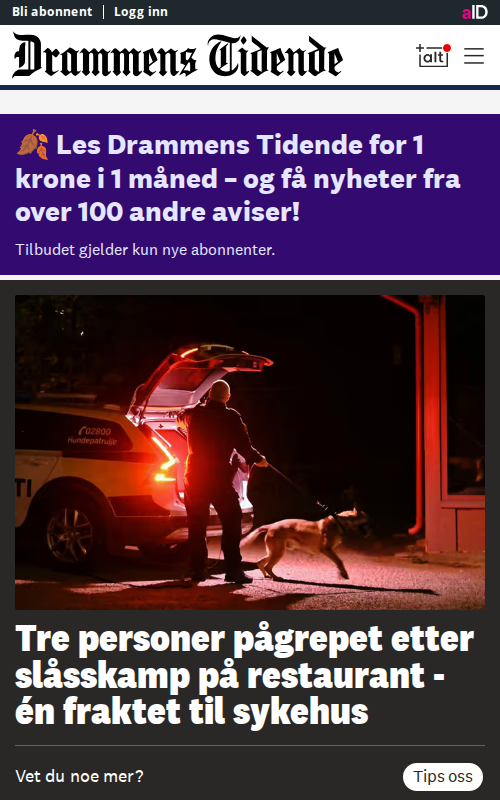 Bli abonnent Logg inn aID
Drammens Tidende +alt
🍂 Les Drammens Tidende for 1
krone i 1 måned – og få nyheter fra
over 100 andre aviser!
Tilbudet gjelder kun nye abonnenter.
02800
Hundepatrulje
TI
Tre personer pågrepet etter
slåsskamp på restaurant -
én fraktet til sykehus
Vet du noe mer? Tips oss